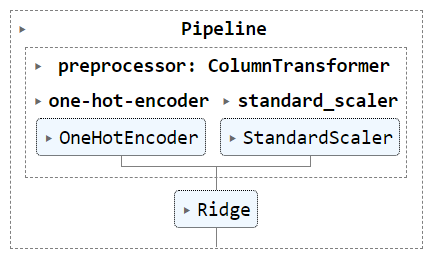 Pipeline
preprocessor: ColumnTransformer
one-hot-encoder standard_scaler
OneHotEncoder StandardScaler
Ridge